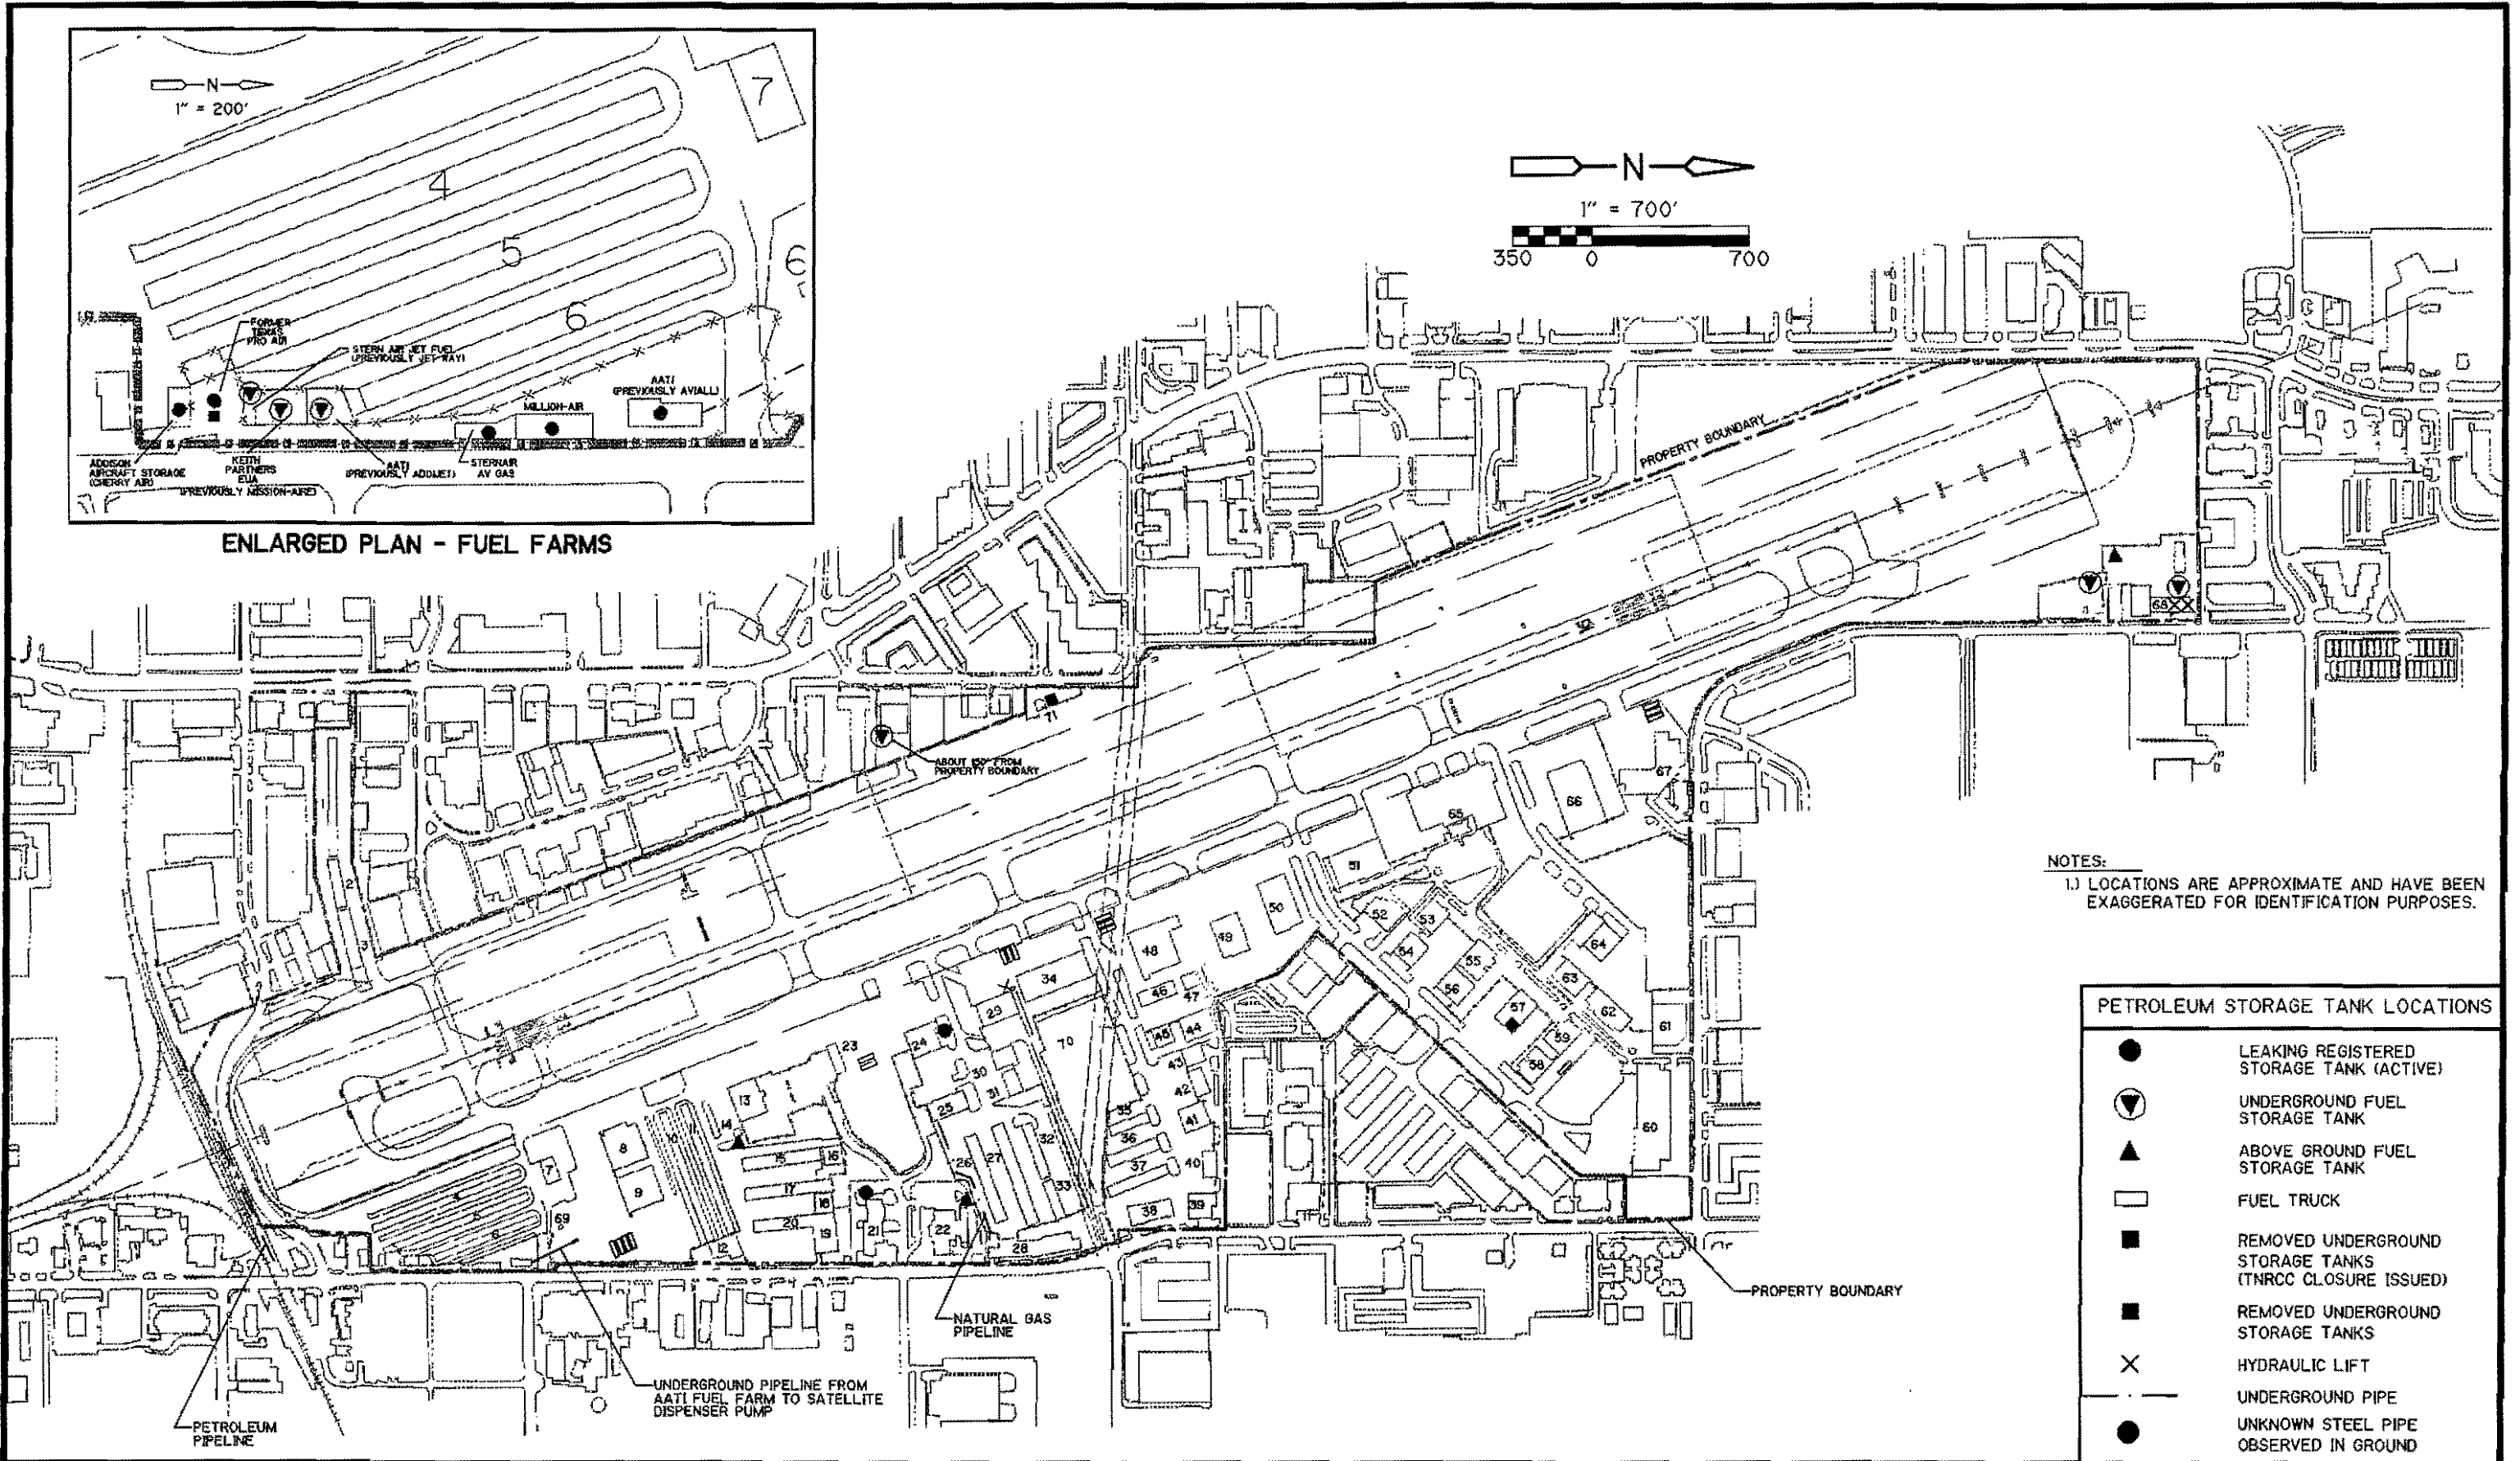 N
1" = 200'
7
4
5
6
6
FORMER
TEXAS
PRO AIR
STERN AIR JET FUEL
(PREVIOUSLY JET-WAY)
AATI
(PREVIOUSLY AVIALL)
MILLION-AIR
ADDISON
AIRCRAFT STORAGE
(CHERRY AIR)
KEITH
PARTNERS
EUA
(PREVIOUSLY MISSION-AIRE)
AATI
(PREVIOUSLY ADDIJET)
STERNAIR
AV GAS
ENLARGED PLAN - FUEL FARMS
N
1" = 700'
350 0 700
PROPERTY BOUNDARY
68
71
ABOUT 150' FROM
PROPERTY BOUNDARY
67
66
65
51
2
3
50
52
53
49
48
54
64
55
34
63
46
47
56
29
57
62
61
24
45
44
59
70
23
43
58
30
42
31
13
25
35
41
14
32
60
8
10
11
36
15
16
26
27
37
40
7
9
17
33
4
18
5
38
39
69
20
19
21
22
6
12
28
NATURAL GAS
PIPELINE
PROPERTY BOUNDARY
UNDERGROUND PIPELINE FROM
AATI FUEL FARM TO SATELLITE
DISPENSER PUMP
PETROLEUM
PIPELINE
NOTES:
1.) LOCATIONS ARE APPROXIMATE AND HAVE BEEN
EXAGGERATED FOR IDENTIFICATION PURPOSES.
PETROLEUM STORAGE TANK LOCATIONS
LEAKING REGISTERED
STORAGE TANK (ACTIVE)
UNDERGROUND FUEL
STORAGE TANK
ABOVE GROUND FUEL
STORAGE TANK
FUEL TRUCK
REMOVED UNDERGROUND
STORAGE TANKS
(TNRCC CLOSURE ISSUED)
REMOVED UNDERGROUND
STORAGE TANKS
HYDRAULIC LIFT
UNDERGROUND PIPE
UNKNOWN STEEL PIPE
OBSERVED IN GROUND